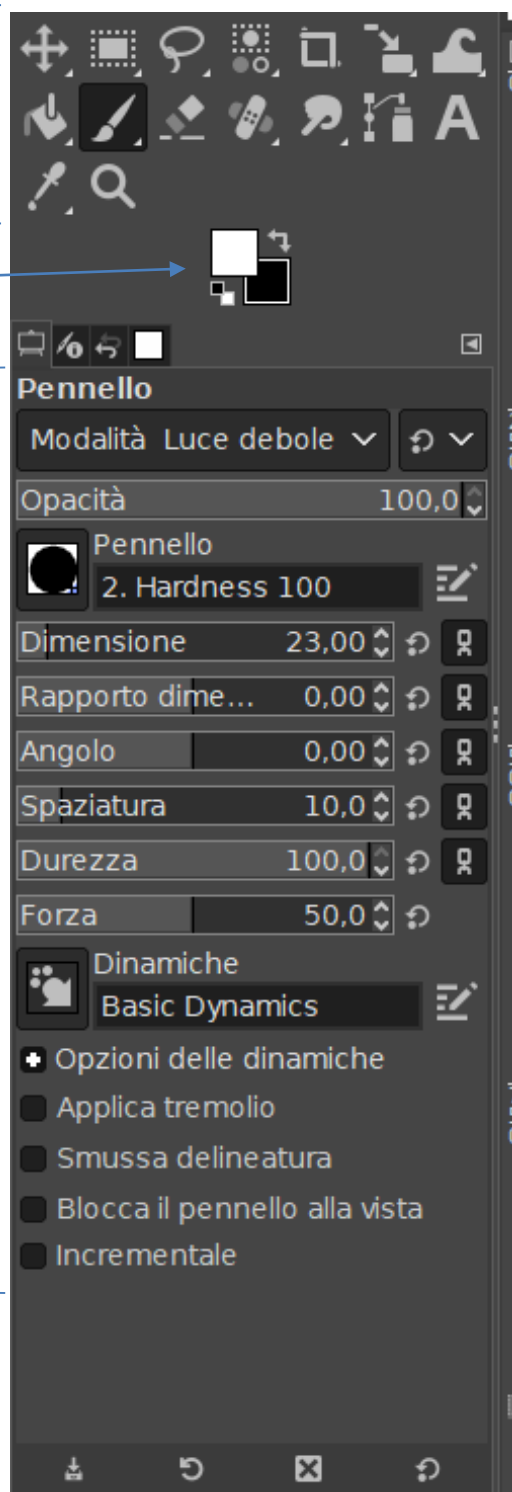 Pennello
Modalità Luce debole
Opacità 100,0
Pennello
2. Hardness 100
Dimensione 23,00
Rapporto dime... 0,00
Angolo 0,00
Spaziatura 10,0
Durezza 100,0
Forza 50,0
Dinamiche
Basic Dynamics
Opzioni delle dinamiche
Applica tremolio
Smussa delineatura
Blocca il pennello alla vista
Incrementale